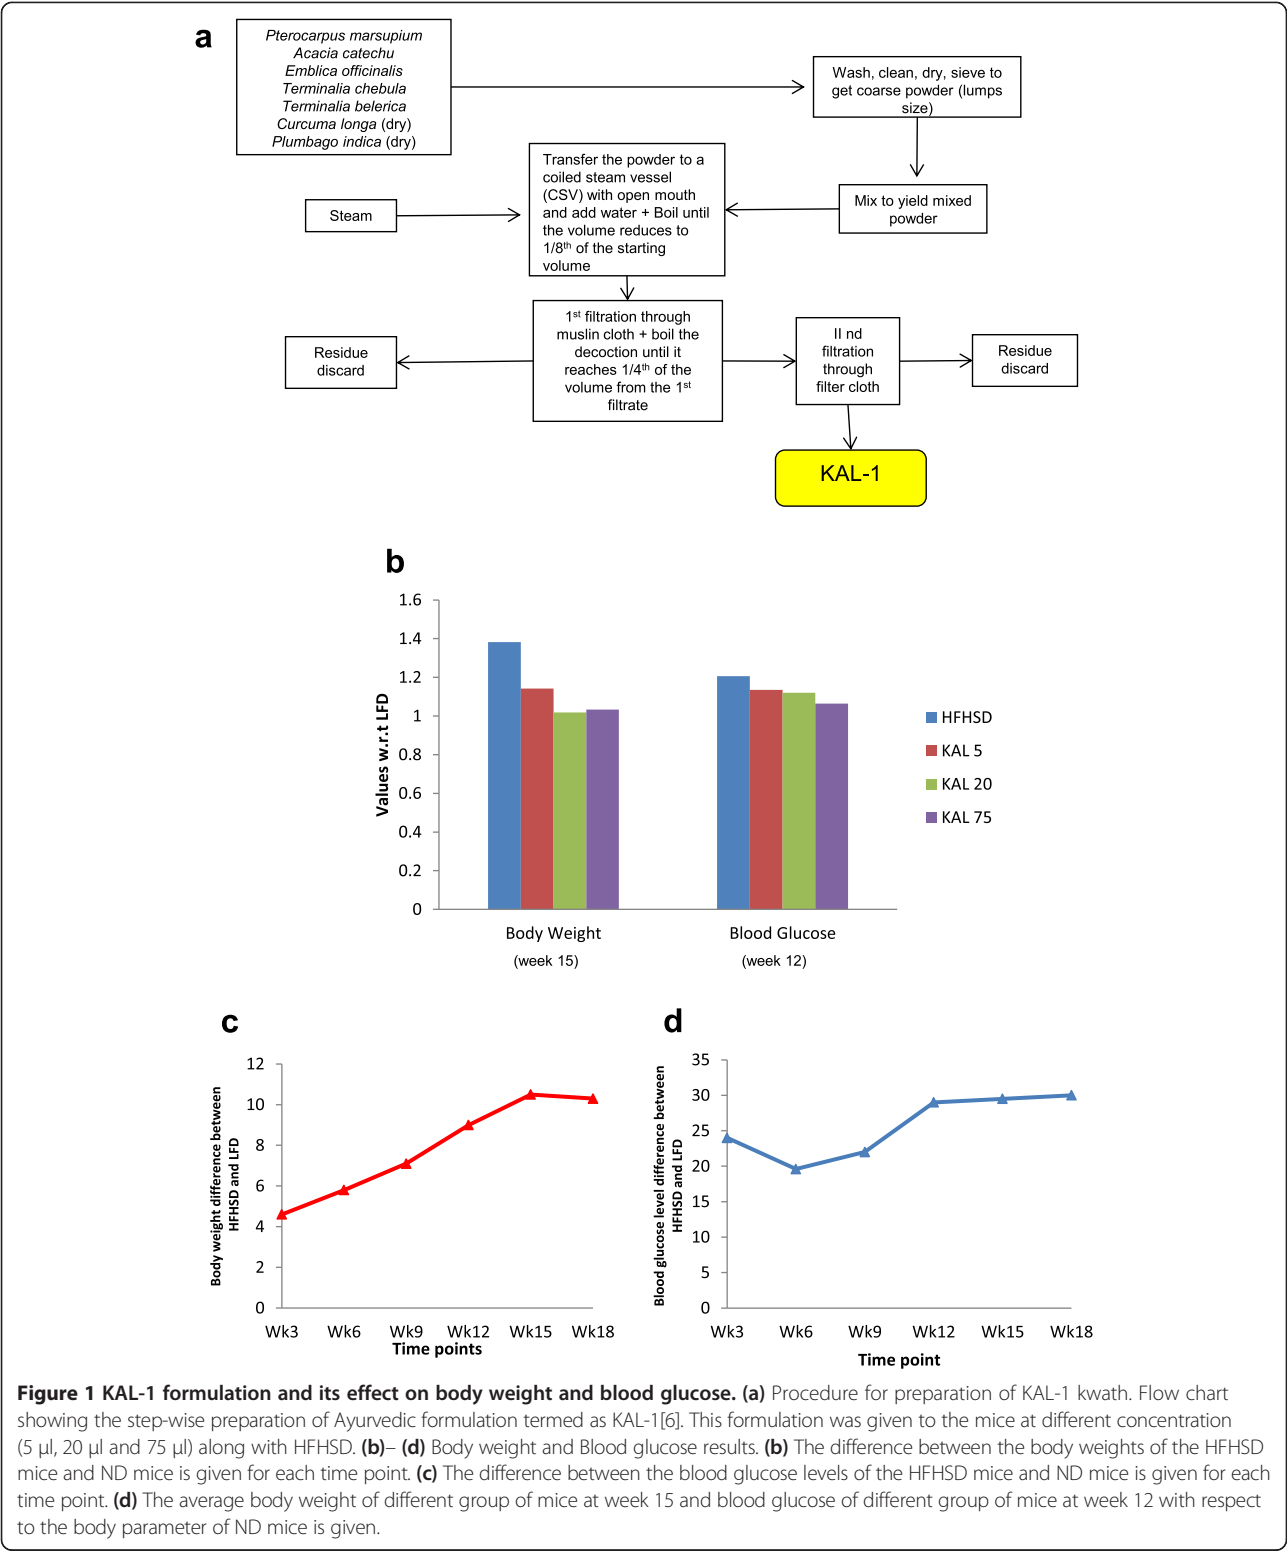 a
Pterocarpus marsupium
Acacia catechu
Emblica officinalis
Terminalia chebula
Terminalia belerica
Curcuma longa (dry)
Plumbago indica (dry)
Wash, clean, dry, sieve to
get coarse powder (lumps
size)
Steam
Transfer the powder to a
coiled steam vessel
(CSV) with open mouth
and add water + Boil until
the volume reduces to
1/8th of the starting
volume
Mix to yield mixed
powder
Residue
discard
1st filtration through
muslin cloth + boil the
decoction until it
reaches 1/4th of the
volume from the 1st
filtrate
II nd
filtration
through
filter cloth
Residue
discard
KAL-1
b
Values w.r.t LFD
1.6
1.4
1.2
1
0.8
0.6
0.4
0.2
0
Body Weight
(week 15)
Blood Glucose
(week 12)
HFHSD
KAL 5
KAL 20
KAL 75
c
Body weight difference between
HFHSD and LFD
12
10
8
6
4
2
0
Wk3 Wk6 Wk9 Wk12 Wk15 Wk18
Time points
d
Blood glucose level difference between
HFHSD and LFD
35
30
25
20
15
10
5
0
Wk3 Wk6 Wk9 Wk12 Wk15 Wk18
Time point
Figure 1 KAL-1 formulation and its effect on body weight and blood glucose. (a) Procedure for preparation of KAL-1 kwath. Flow chart
showing the step-wise preparation of Ayurvedic formulation termed as KAL-1[6]. This formulation was given to the mice at different concentration
(5 μl, 20 μl and 75 μl) along with HFHSD. (b)– (d) Body weight and Blood glucose results. (b) The difference between the body weights of the HFHSD
mice and ND mice is given for each time point. (c) The difference between the blood glucose levels of the HFHSD mice and ND mice is given for each
time point. (d) The average body weight of different group of mice at week 15 and blood glucose of different group of mice at week 12 with respect
to the body parameter of ND mice is given.